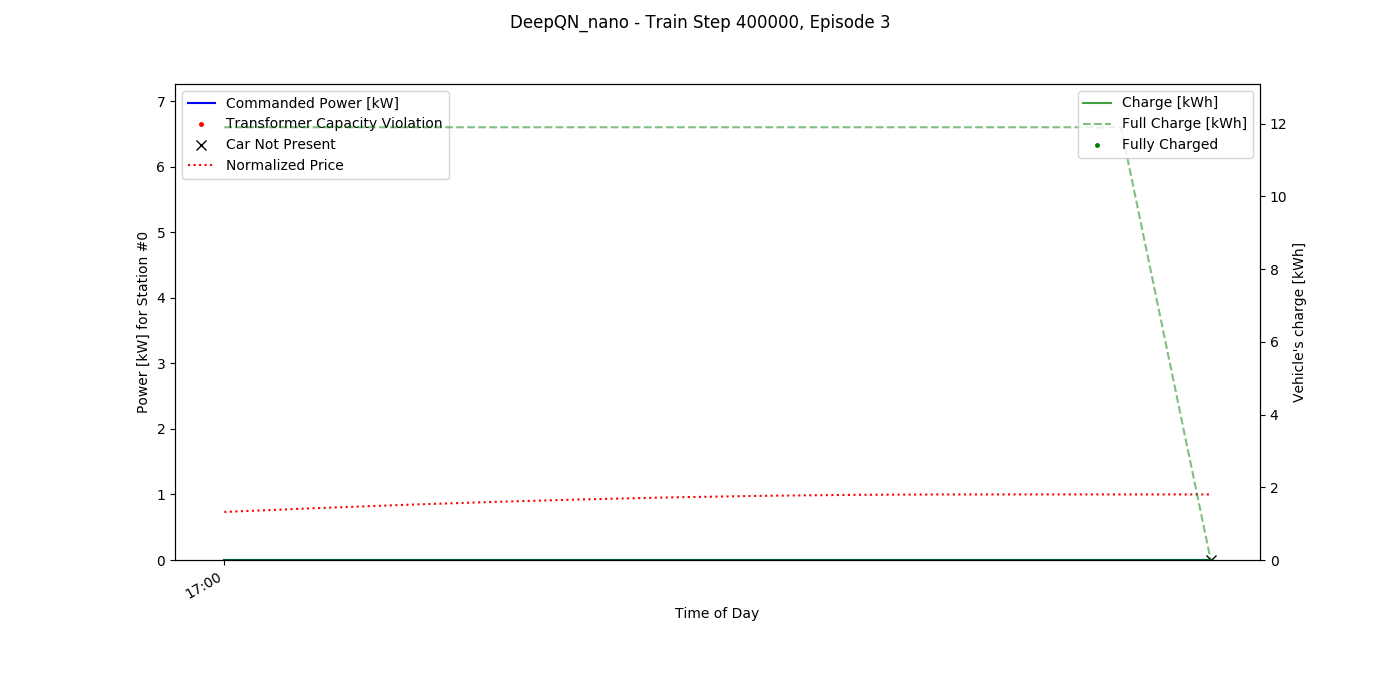 DeepQN_nano - Train Step 400000, Episode 3
Commanded Power [kW]
Transformer Capacity Violation
Car Not Present
Normalized Price
Charge [kWh]
Full Charge [kWh]
Fully Charged
7
6
5
4
3
2
1
0
Power [kW] for Station #0
12
10
8
6
4
2
0
Vehicle's charge [kWh]
17:00
Time of Day